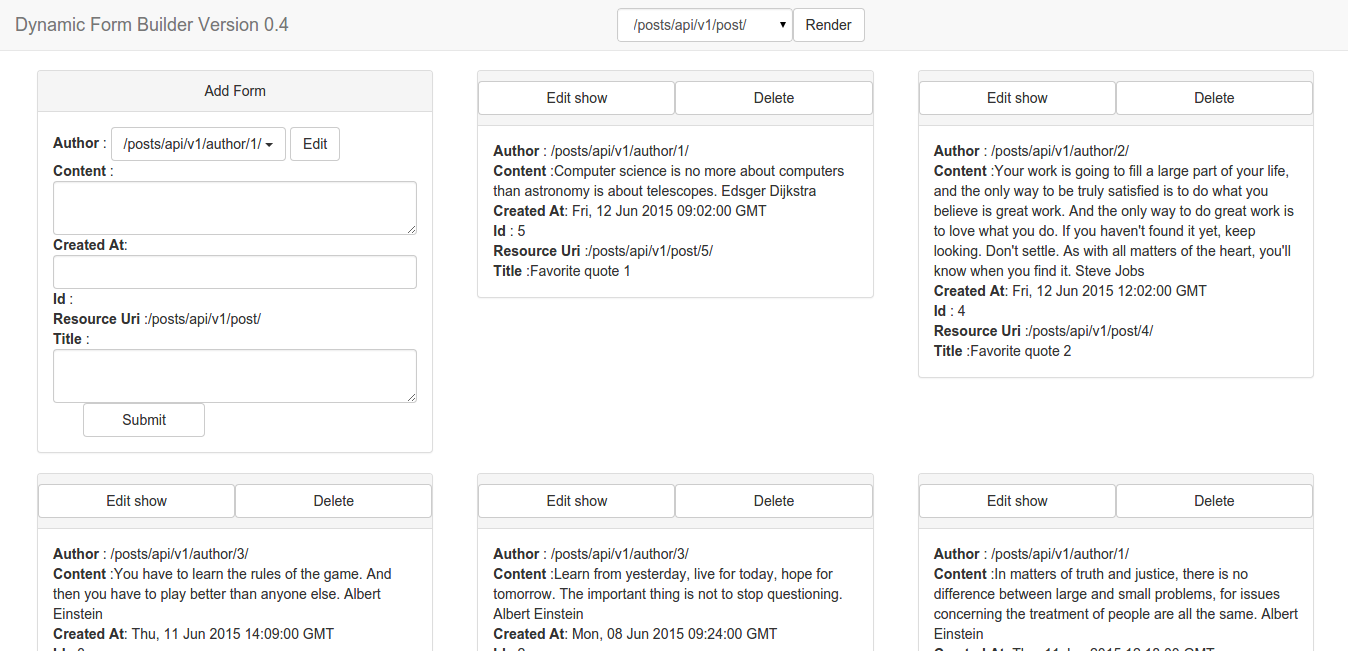 Dynamic Form Builder Version 0.4
/posts/api/v1/post/
Render
Add Form
Author : /posts/api/v1/author/1/ Edit
Content :
Created At:
Id :
Resource Uri :/posts/api/v1/post/
Title :
Submit
Edit show
Delete
Author : /posts/api/v1/author/1/
Content :Computer science is no more about computers
than astronomy is about telescopes. Edsger Dijkstra
Created At: Fri, 12 Jun 2015 09:02:00 GMT
Id : 5
Resource Uri :/posts/api/v1/post/5/
Title :Favorite quote 1
Edit show
Delete
Author : /posts/api/v1/author/2/
Content :Your work is going to fill a large part of your life,
and the only way to be truly satisfied is to do what you
believe is great work. And the only way to do great work is
to love what you do. If you haven't found it yet, keep
looking. Don't settle. As with all matters of the heart, you'll
know when you find it. Steve Jobs
Created At: Fri, 12 Jun 2015 12:02:00 GMT
Id : 4
Resource Uri :/posts/api/v1/post/4/
Title :Favorite quote 2
Edit show
Delete
Author : /posts/api/v1/author/3/
Content :You have to learn the rules of the game. And
then you have to play better than anyone else. Albert
Einstein
Created At: Thu, 11 Jun 2015 14:09:00 GMT
Edit show
Delete
Author : /posts/api/v1/author/3/
Content :Learn from yesterday, live for today, hope for
tomorrow. The important thing is not to stop questioning.
Albert Einstein
Created At: Mon, 08 Jun 2015 09:24:00 GMT
Edit show
Delete
Author : /posts/api/v1/author/1/
Content :In matters of truth and justice, there is no
difference between large and small problems, for issues
concerning the treatment of people are all the same. Albert
Einstein